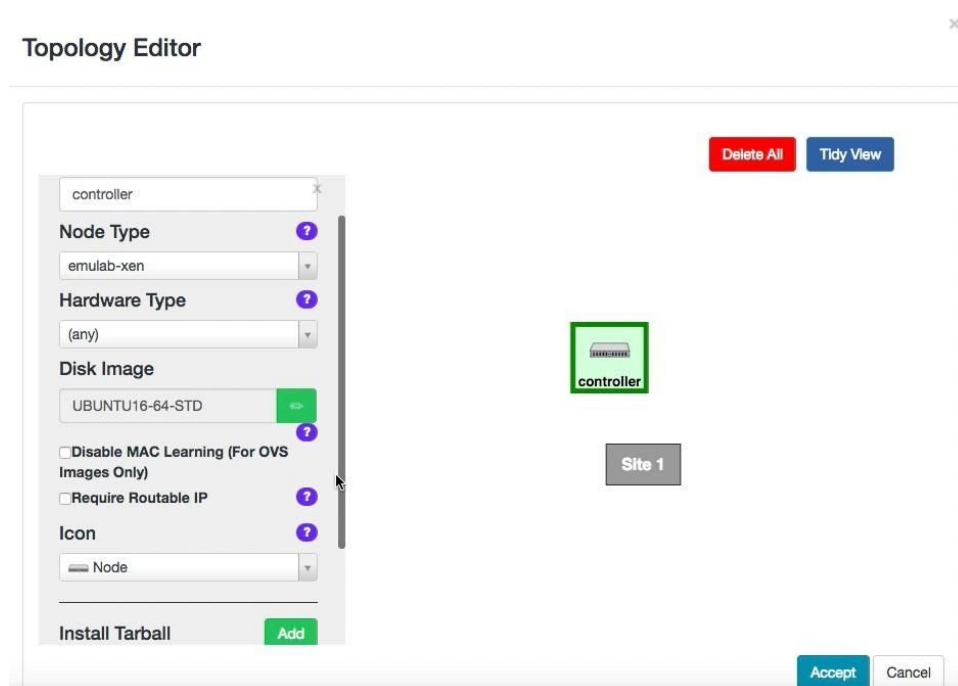 Topology Editor
×
Delete All
Tidy View
controller
x
Node Type
?
emulab-xen
Hardware Type
?
(any)
Disk Image
UBUNTU16-64-STD
?
Disable MAC Learning (For OVS
Images Only)
Require Routable IP
?
Icon
?
Node
Install Tarball
Add
controller
Site 1
Accept
Cancel